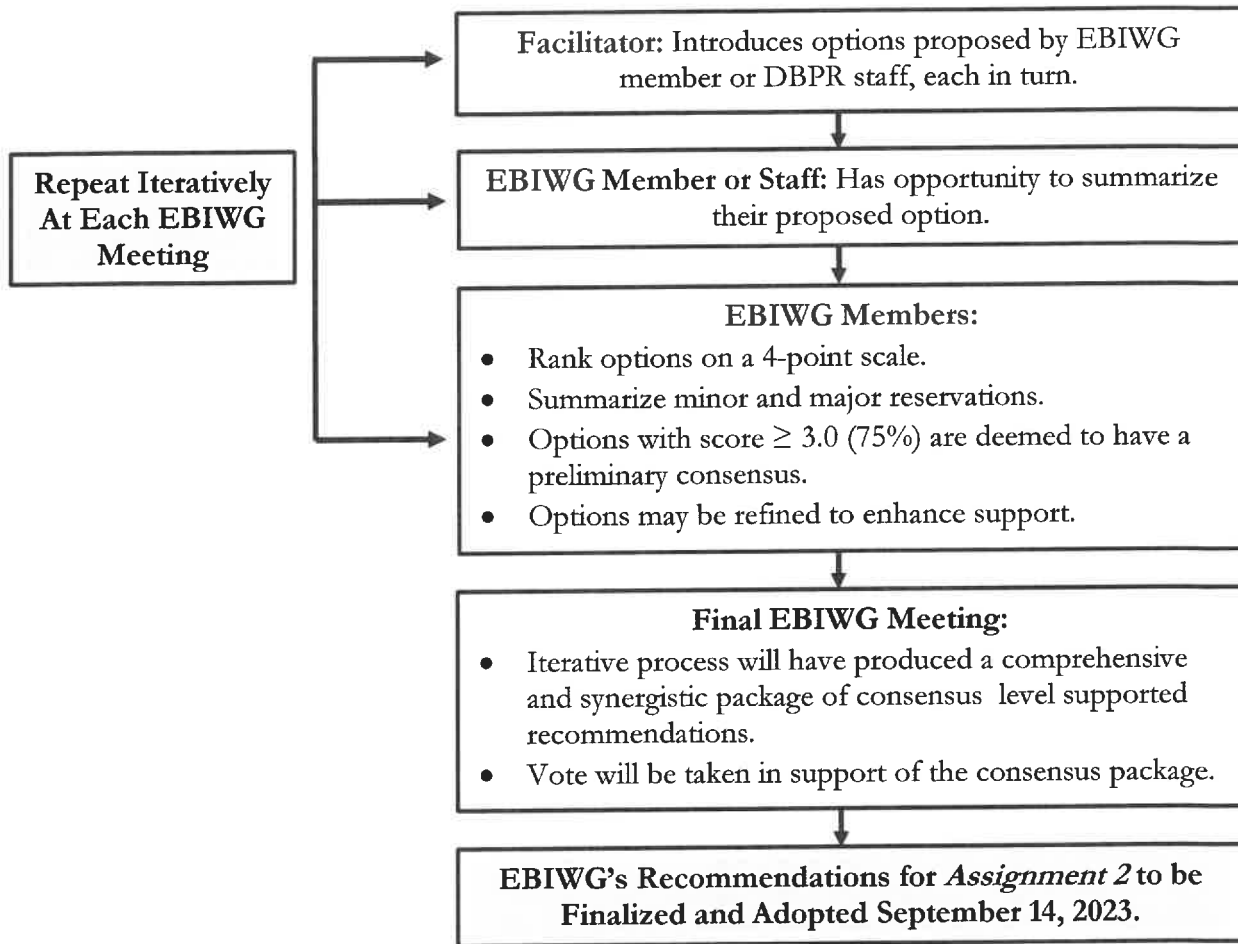 Facilitator: Introduces options proposed by EBIWG
member or DBPR staff, each in turn.
Repeat Iteratively
At Each EBIWG
Meeting
EBIWG Member or Staff: Has opportunity to summarize
their proposed option.
EBIWG Members:
• Rank options on a 4-point scale.
• Summarize minor and major reservations.
• Options with score ≥ 3.0 (75%) are deemed to have a
preliminary consensus.
• Options may be refined to enhance support.
Final EBIWG Meeting:
• Iterative process will have produced a comprehensive
and synergistic package of consensus level supported
recommendations.
• Vote will be taken in support of the consensus package.
EBIWG's Recommendations for Assignment 2 to be
Finalized and Adopted September 14, 2023.